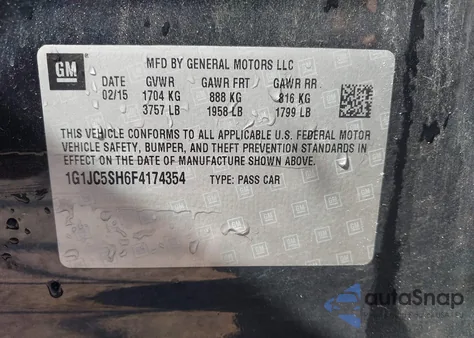 GM
MFD BY GENERAL MOTORS LLC
DATE GVWR GAWR FRT GAWR RR
02/15 1704 KG 888 KG 816 KG
3757 LB 1958 LB 1799 LB
THIS VEHICLE CONFORMS TO ALL APPLICABLE U.S. FEDERAL MOTOR
VEHICLE SAFETY, BUMPER, AND THEFT PREVENTION STANDARDS
IN EFFECT ON THE DATE OF MANUFACTURE SHOWN ABOVE.
1G1JC5SH6F4174354 TYPE: PASS CAR
autoSnap